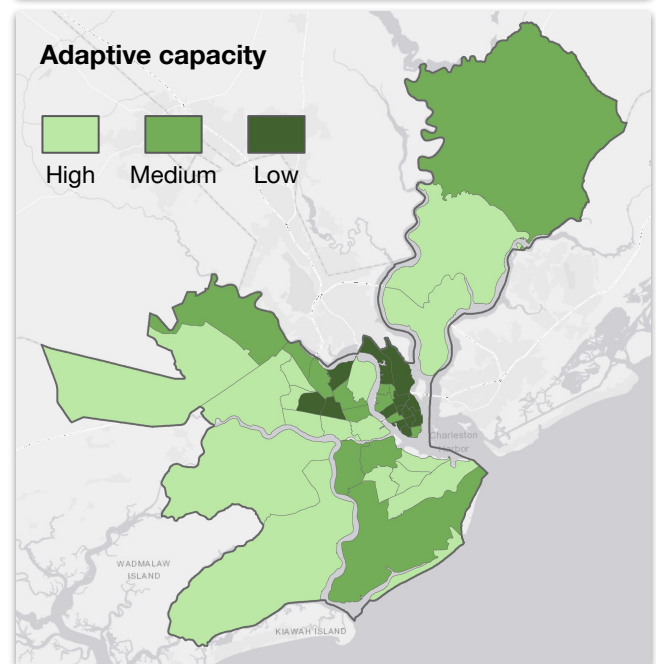 Adaptive capacity
High Medium Low
Charleston
Harbor
WADMALAW
ISLAND
KIAWAH ISLAND